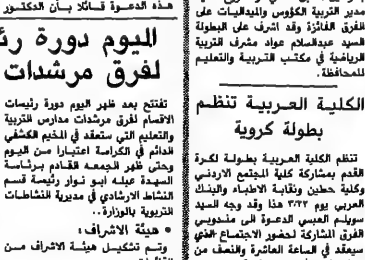 مدير التربية الكؤوس والميداليات على
الفرق الفائزة وقد اشرف على البطولة
السيد عبدالسلام عواد مشرف التربية
الرياضية في مكتب التربية والتعليم
للمحافظة .
الكلية العربية تنظم
بطولة كروية
تنظم الكلية العربية بطولة لكرة
القدم بمشاركة كلية المجتمع الاردني
وكلية حطين ونقابة الاطباء والبنك
العربي يوم ٣/٢٢ هذا وقد وجه السيد
سويلم العبسي الدعوة الى مندوبي
الفرق المشاركة لحضور الاجتماع الذي
سيعقد في الساعة العاشرة والنصف من
هذه الدعوة قائلا بأن الدكتور
اليوم دورة
لفرق مرشدات
تفتتح بعد ظهر اليوم دورة رئيسات
الاقسام لفرق مرشدات مدارس التربية
والتعليم التي ستعقد في المخيم الكشفي
الدائم في الكرامة اعتبارا من اليوم
وحتى ظهر الجمعه القادم برئاسة
السيدة عبله ابو نوار رئيسة قسم
النشاط الارشادي في مديرية النشاطات
التربوية بالوزارة ..
• هيئة الاشراف :
وتم تشكيل هيئة الاشراف من